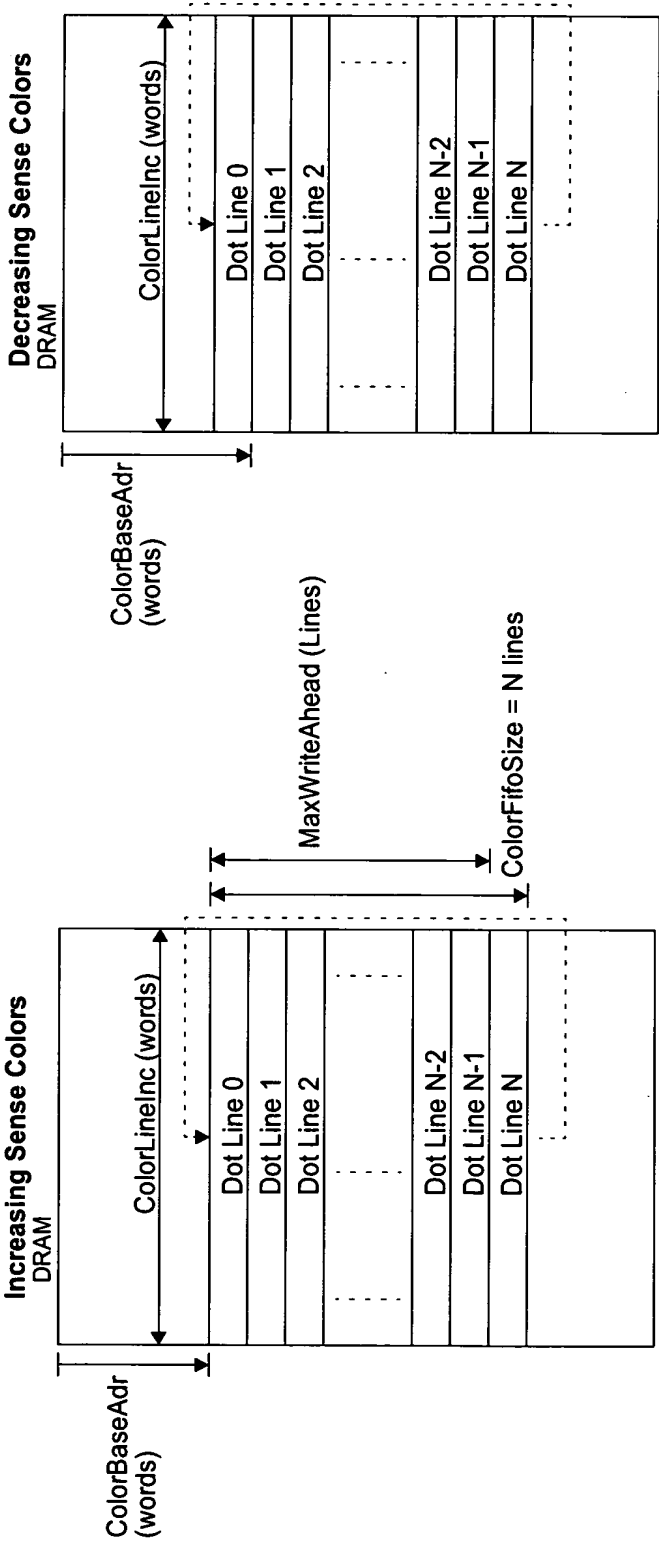 Increasing Sense Colors
DRAM
ColorBaseAdr
(words)
ColorLineInc (words)
Dot Line 0
Dot Line 1
Dot Line 2
Dot Line N-2
Dot Line N-1
Dot Line N
MaxWriteAhead (Lines)
ColorFifoSize = N lines
Decreasing Sense Colors
DRAM
ColorBaseAdr
(words)
ColorLineInc (words)
Dot Line 0
Dot Line 1
Dot Line 2
Dot Line N-2
Dot Line N-1
Dot Line N